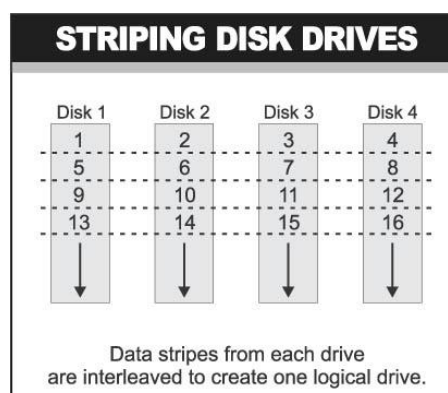 STRIPING DISK DRIVES
Disk 1 Disk 2 Disk 3 Disk 4
1 2 3 4
5 6 7 8
9 10 11 12
13 14 15 16
Data stripes from each drive
are interleaved to create one logical drive.